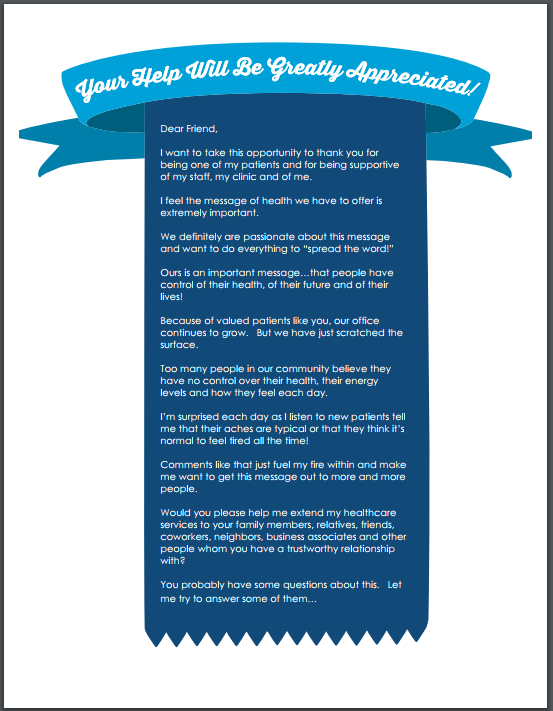 Your Help Will Be Greatly Appreciated!
Dear Friend,
I want to take this opportunity to thank you for
being one of my patients and for being supportive
of my staff, my clinic and of me.
I feel the message of health we have to offer is
extremely important.
We definitely are passionate about this message
and want to do everything to “spread the word!”
Ours is an important message…that people have
control of their health, of their future and of their
lives!
Because of valued patients like you, our office
continues to grow.   But we have just scratched the
surface.
Too many people in our community believe they
have no control over their health, their energy
levels and how they feel each day.
I’m surprised each day as I listen to new patients tell
me that their aches are typical or that they think it’s
normal to feel tired all the time!
Comments like that just fuel my fire within and make
me want to get this message out to more and more
people.
Would you please help me extend my healthcare
services to your family members, relatives, friends,
coworkers, neighbors, business associates and other
people whom you have a trustworthy relationship
with?
You probably have some questions about this.   Let
me try to answer some of them…